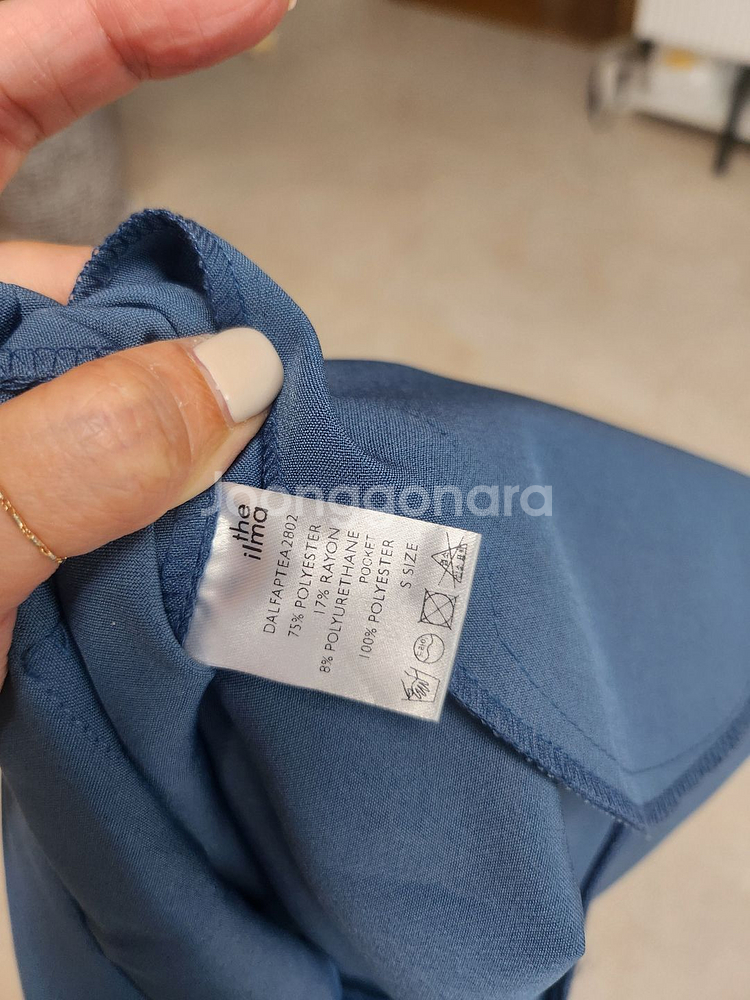 Joonggonara
the
ilma
DALFAPTEA2802
75% POLYESTER
17% RAYON
8% POLYURETHANE
POCKET
100% POLYESTER
S SIZE